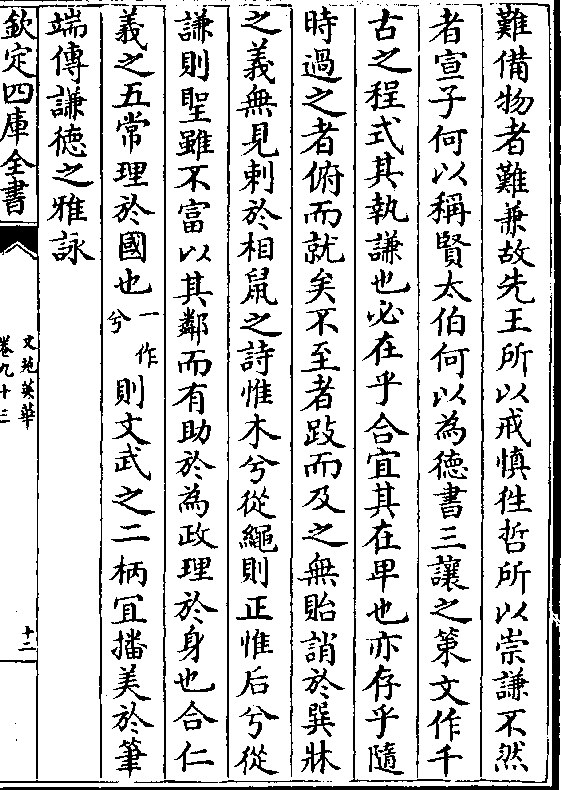 難備物者難兼故先王所以戒慎徃哲所以崇謙不然
者宣子何以稱賢太伯何以為徳書三讓之策文作千
古之程式其執謙也必在乎合宜其在卑也亦存乎隨
時過之者俯而就矣不至者跂而及之無貽誚於巽牀
之義無見刺於相鼠之詩惟木兮從繩則正惟后兮從
謙則聖雖不富以其鄰而有助於為政理於身也合仁
義之五常理於國也一作兮則文武之二柄冝播美於筆
端傳謙徳之雅詠
欽定四庫全書
文苑英華
卷九十三
十二